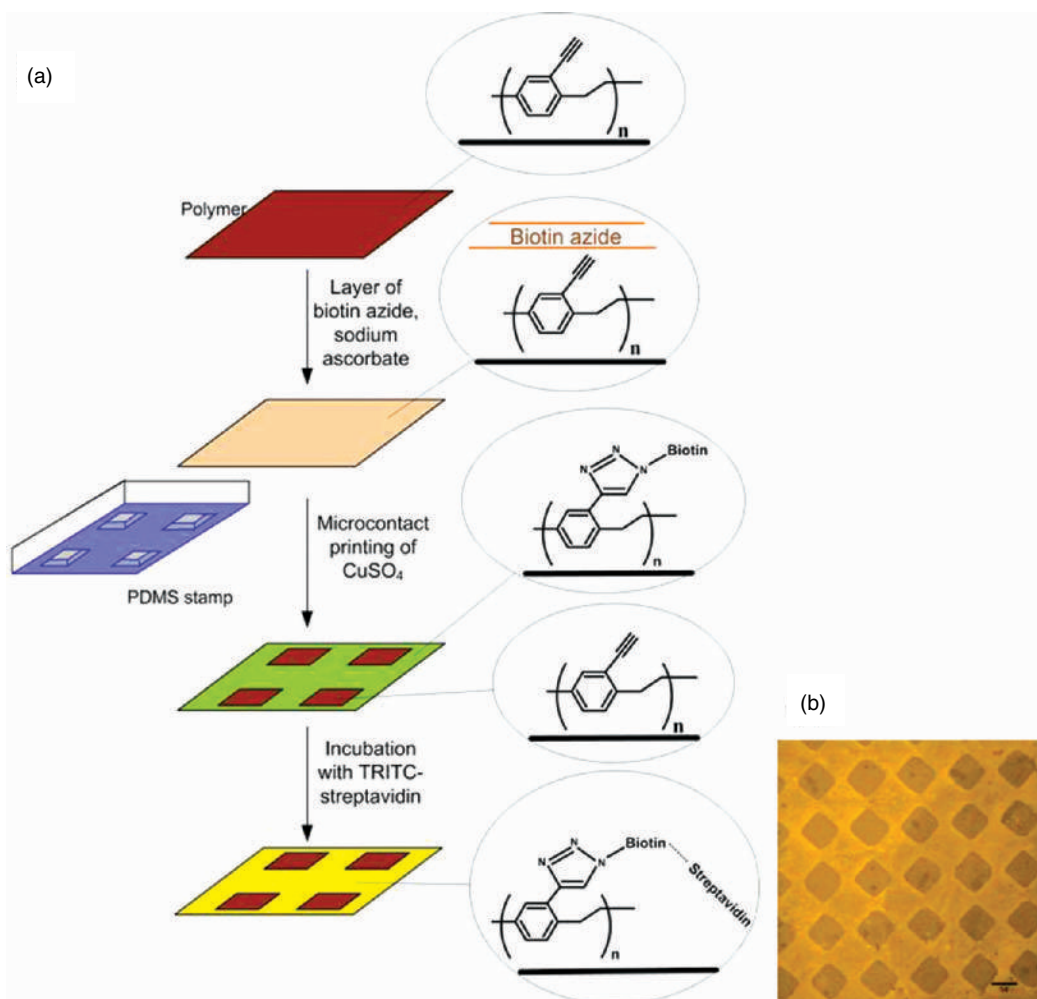 (a)
n
Polymer
Biotin azide
n
Layer of
biotin azide,
sodium
ascorbate
N
N
N
Biotin
n
Microcontact
printing of
CuSO4
PDMS stamp
n
(b)
Incubation
with TRITC-
streptavidin
N
N
N
Biotin
Streptavidin
n